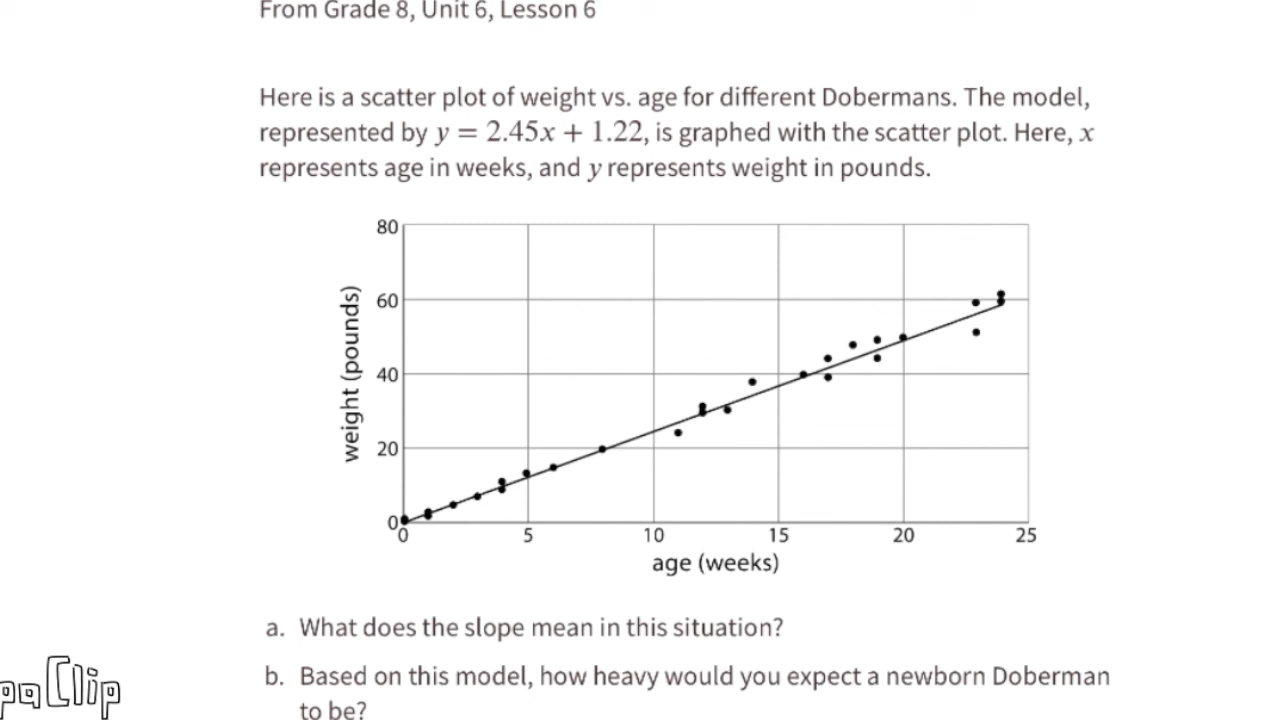 From Grade 8, Unit 6, Lesson 6
Here is a scatter plot of weight vs. age for different Dobermans. The model,
represented by y = 2.45x + 1.22, is graphed with the scatter plot. Here, x
represents age in weeks, and y represents weight in pounds.
80
60
40
20
0
weight (pounds)
0 5 10 15 20 25
age (weeks)
a. What does the slope mean in this situation?
b. Based on this model, how heavy would you expect a newborn Doberman
to be?
paClip